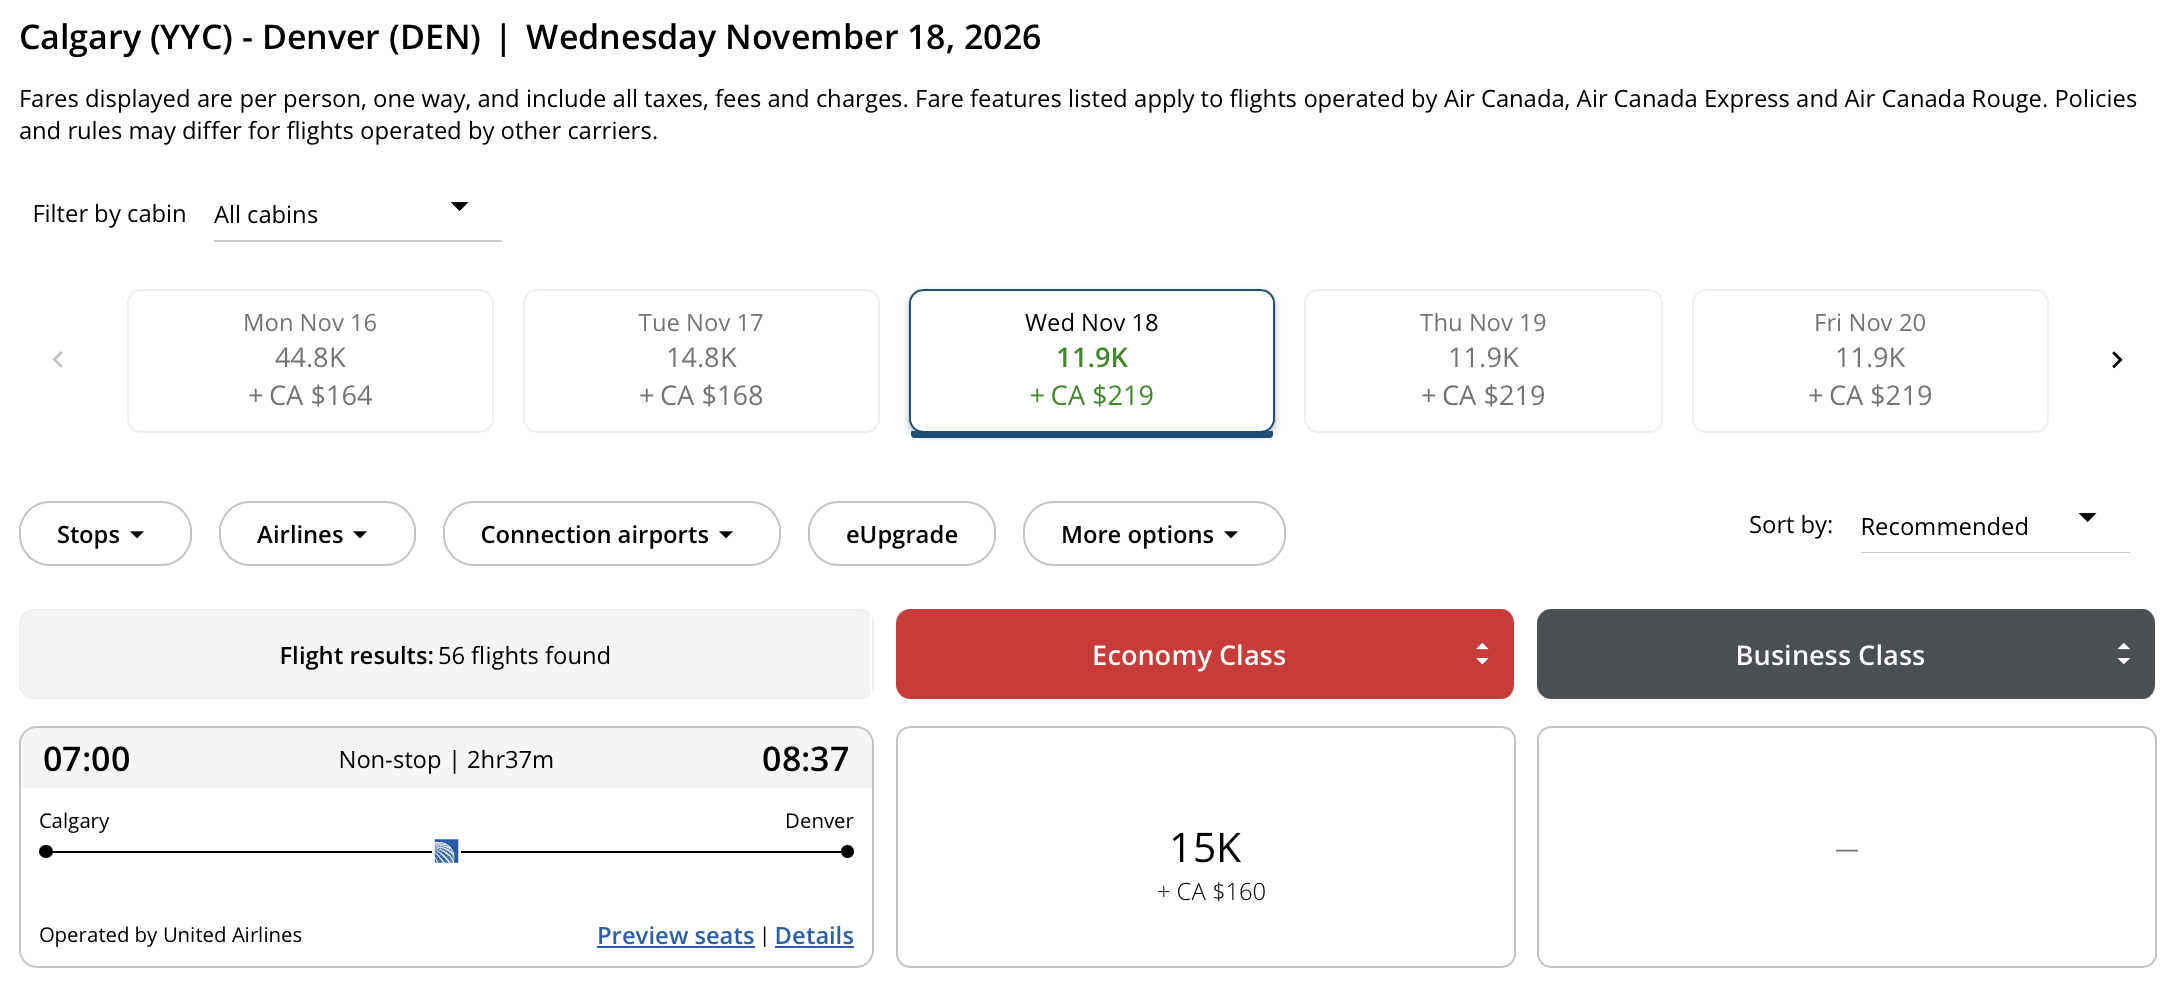 Calgary (YYC) - Denver (DEN) | Wednesday November 18, 2026
Fares displayed are per person, one way, and include all taxes, fees and charges. Fare features listed apply to flights operated by Air Canada, Air Canada Express and Air Canada Rouge. Policies
and rules may differ for flights operated by other carriers.
Filter by cabin All cabins
Mon Nov 16
44.8K
+ CA $164
Tue Nov 17
14.8K
+ CA $168
Wed Nov 18
11.9K
+ CA $219
Thu Nov 19
11.9K
+ CA $219
Fri Nov 20
11.9K
+ CA $219
Stops Airlines Connection airports eUpgrade More options Sort by: Recommended
Flight results: 56 flights found Economy Class Business Class
07:00 Non-stop | 2hr37m 08:37
Calgary Denver
Operated by United Airlines Preview seats | Details
15K
+ CA $160
—